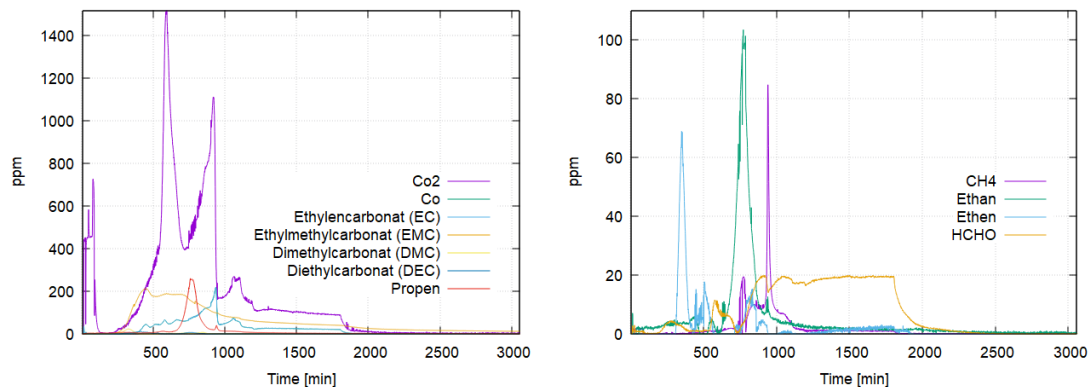 1400
1200
1000
800
600
400
200
0
ppm
500
1000
1500
2000
2500
3000
Time [min]
Co2
Co
Ethylencarbonat (EC)
Ethylmethylcarbonat (EMC)
Dimethylcarbonat (DMC)
Diethylcarbonat (DEC)
Propen
100
80
60
40
20
0
ppm
500
1000
1500
2000
2500
3000
Time [min]
CH4
Ethan
Ethen
HCHO